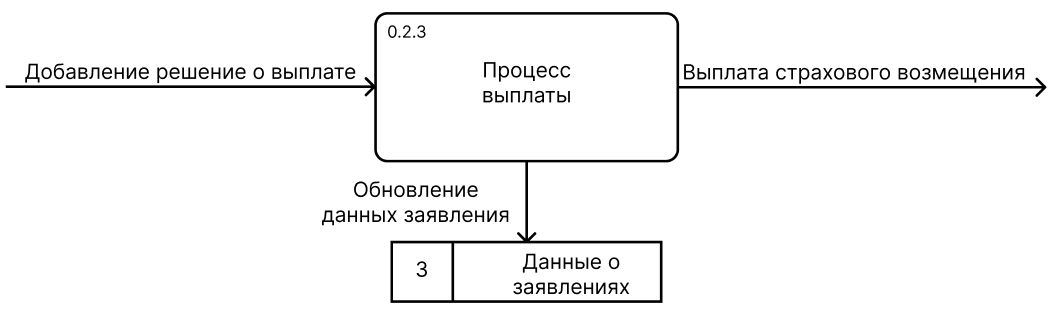 0.2.3
Добавление решение о выплате
Процесс
выплаты
Выплата страхового возмещения
Обновление
данных заявления
3
Данные о
заявлениях